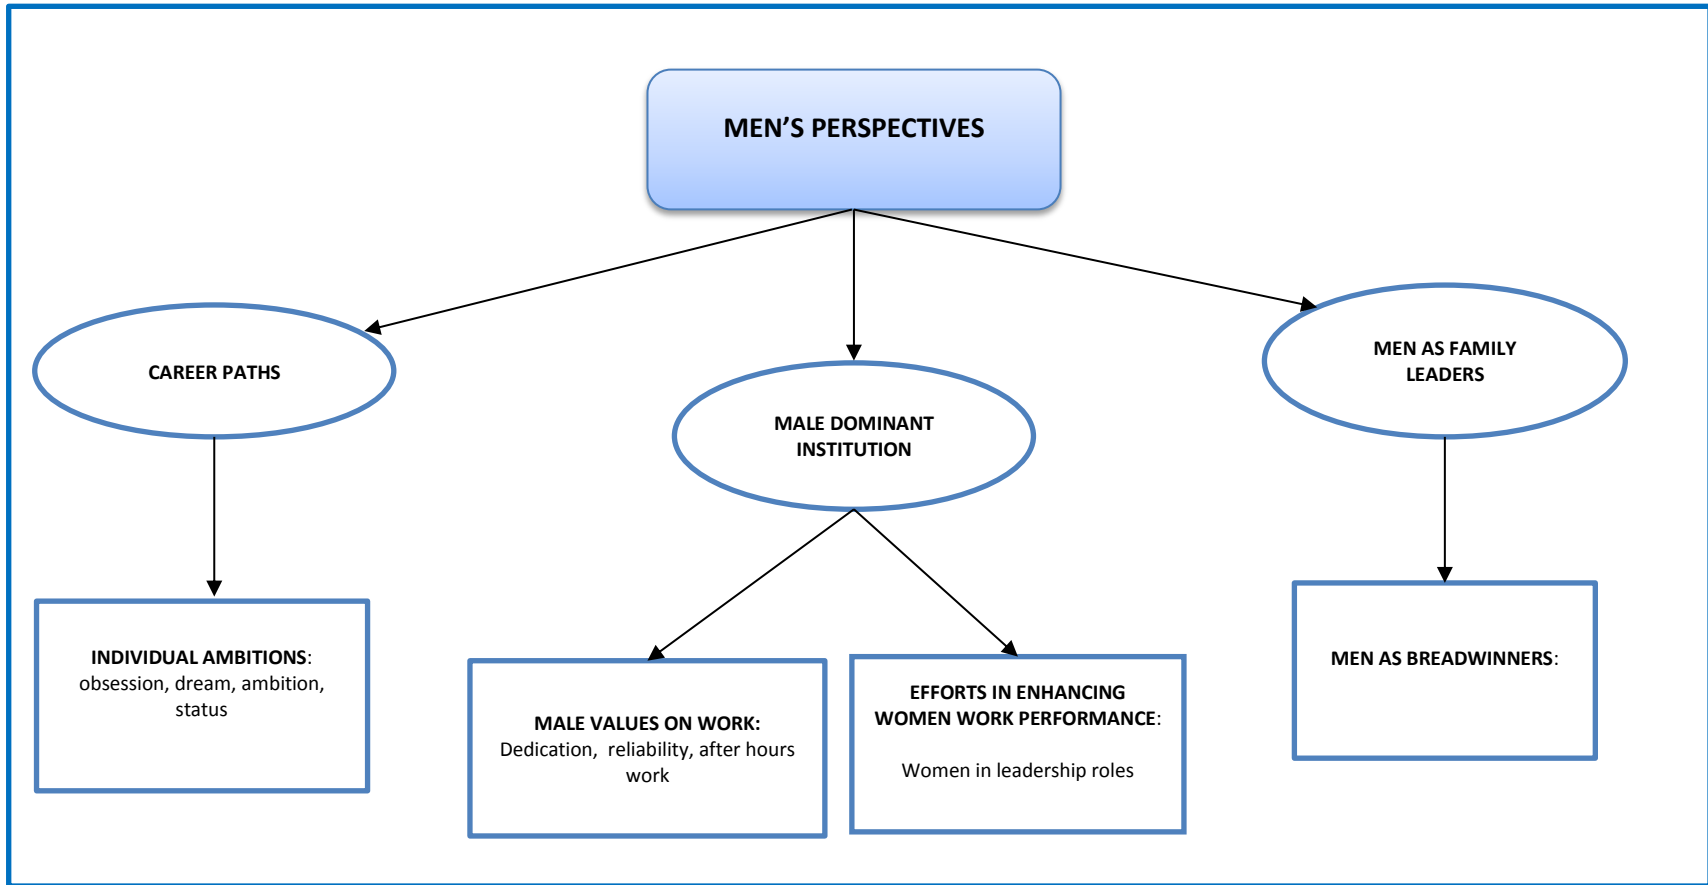 MEN’S PERSPECTIVES
CAREER PATHS
MALE DOMINANT
INSTITUTION
MEN AS FAMILY
LEADERS
INDIVIDUAL AMBITIONS:
obsession, dream, ambition,
status
MALE VALUES ON WORK:
Dedication, reliability, after hours
work
EFFORTS IN ENHANCING
WOMEN WORK PERFORMANCE:
Women in leadership roles
MEN AS BREADWINNERS: